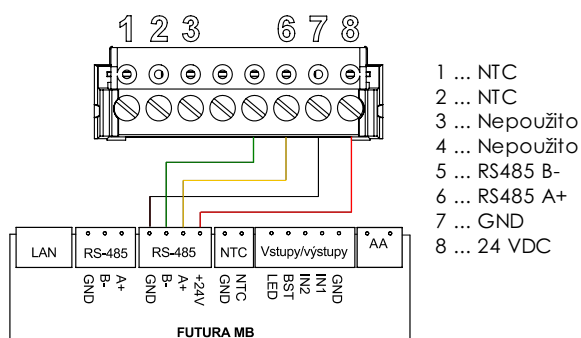 1 2 3 6 7 8
1 ... NTC
2 ... NTC
3 ... Nepoužito
4 ... Nepoužito
5 ... RS485 B-
6 ... RS485 A+
7 ... GND
8 ... 24 VDC
LAN RS-485 RS-485 NTC Vstupy/výstupy AA
GND B- A+ GND B- A+ +24V GND NTC LED BST IN2 IN1 GND
FUTURA MB